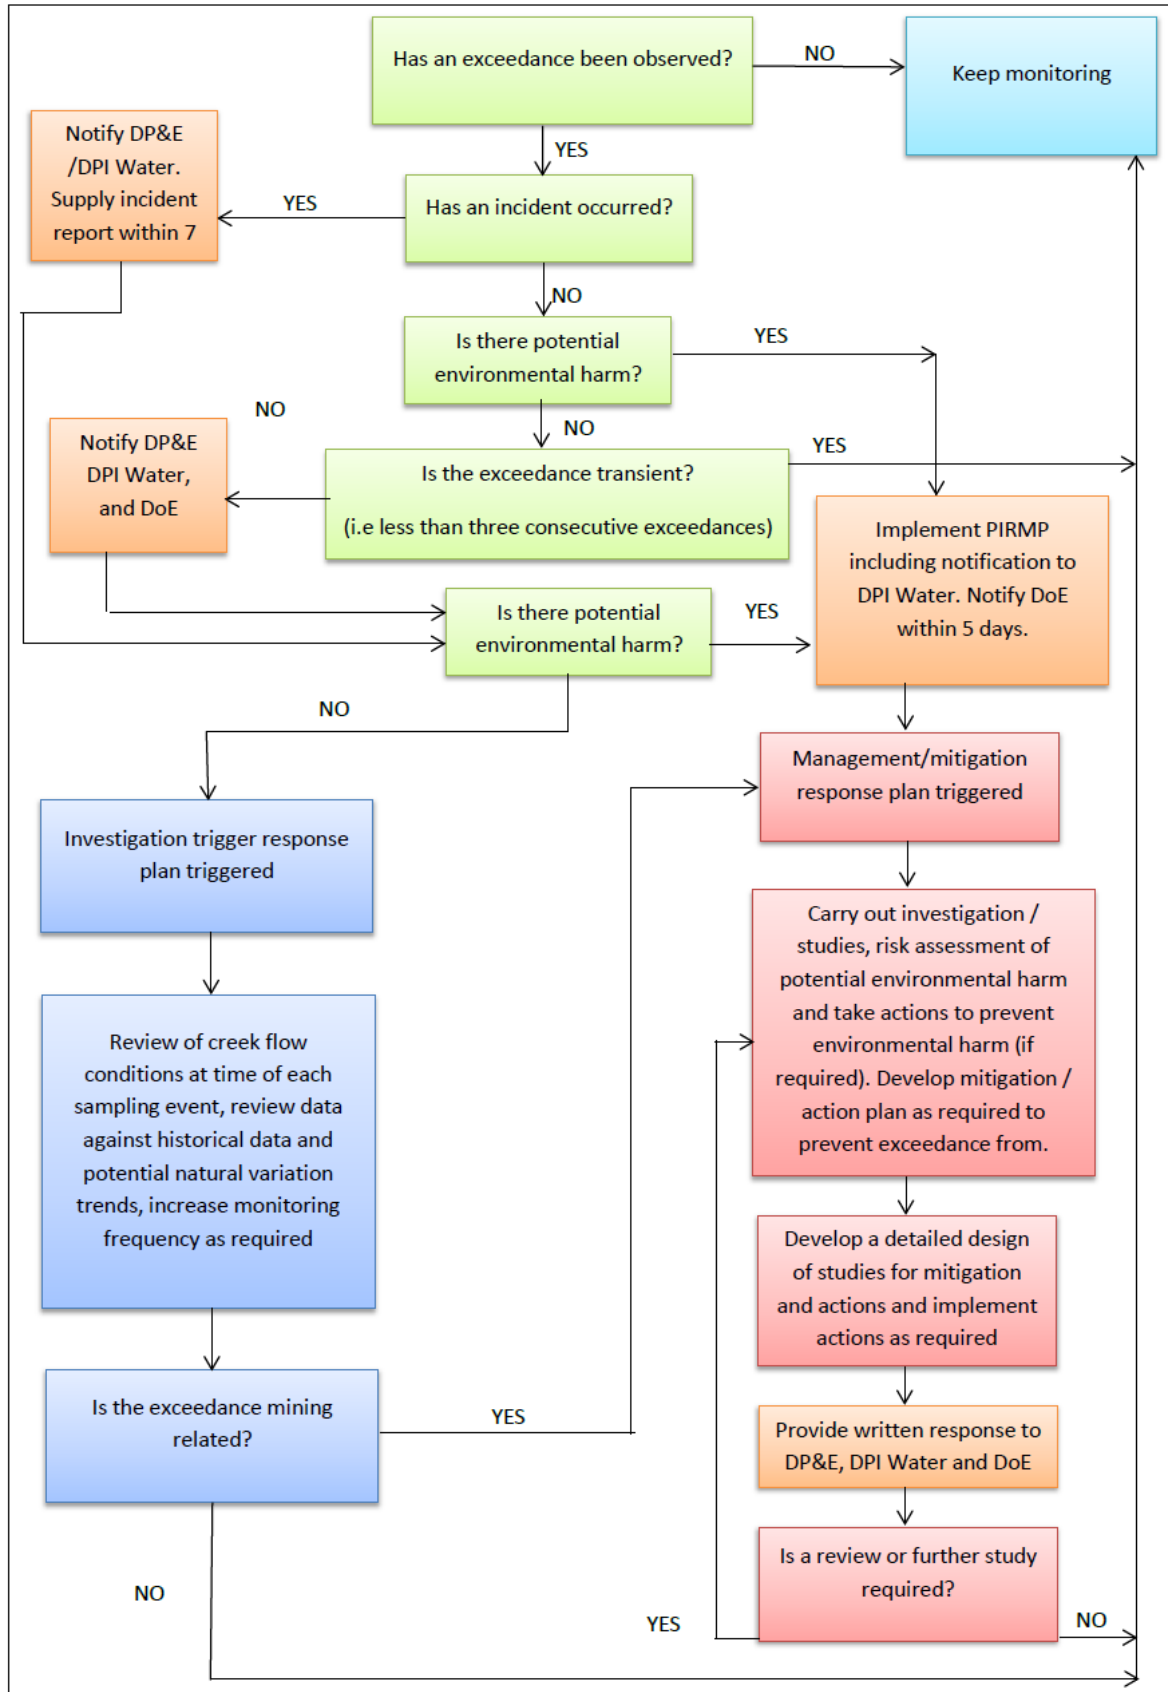 Has an exceedance been observed?
NO
Keep monitoring
YES
Notify DP&E
/DPI Water.
Supply incident
report within 7
YES
Has an incident occurred?
NO
Is there potential
environmental harm?
YES
NO
NO
Notify DP&E
DPI Water,
and DoE
Is the exceedance transient?
(i.e less than three consecutive exceedances)
YES
Implement PIRMP
including notification to
DPI Water. Notify DoE
within 5 days.
Is there potential
environmental harm?
YES
NO
Management/mitigation
response plan triggered
Investigation trigger response
plan triggered
Carry out investigation /
studies, risk assessment of
potential environmental harm
and take actions to prevent
environmental harm (if
required). Develop mitigation /
action plan as required to
prevent exceedance from.
Review of creek flow
conditions at time of each
sampling event, review data
against historical data and
potential natural variation
trends, increase monitoring
frequency as required
Develop a detailed design
of studies for mitigation
and actions and implement
actions as required
Is the exceedance mining
related?
YES
Provide written response to
DP&E, DPI Water and DoE
Is a review or further study
required?
NO
YES
NO